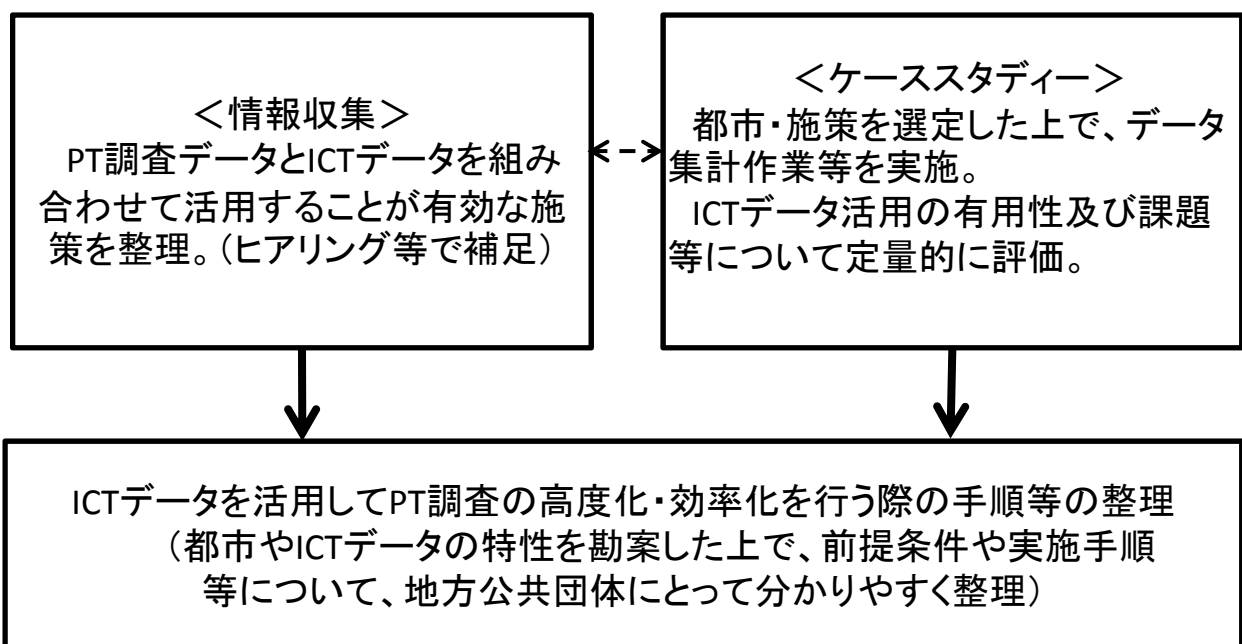 ＜情報収集＞
PT調査データとICTデータを組み
合わせて活用することが有効な施
策を整理。（ヒアリング等で補足）
＜ケーススタディー＞
都市・施策を選定した上で、データ
集計作業等を実施。
ICTデータ活用の有用性及び課題
等について定量的に評価。
ICTデータを活用してPT調査の高度化・効率化を行う際の手順等の整理
（都市やICTデータの特性を勘案した上で、前提条件や実施手順
等について、地方公共団体にとって分かりやすく整理）